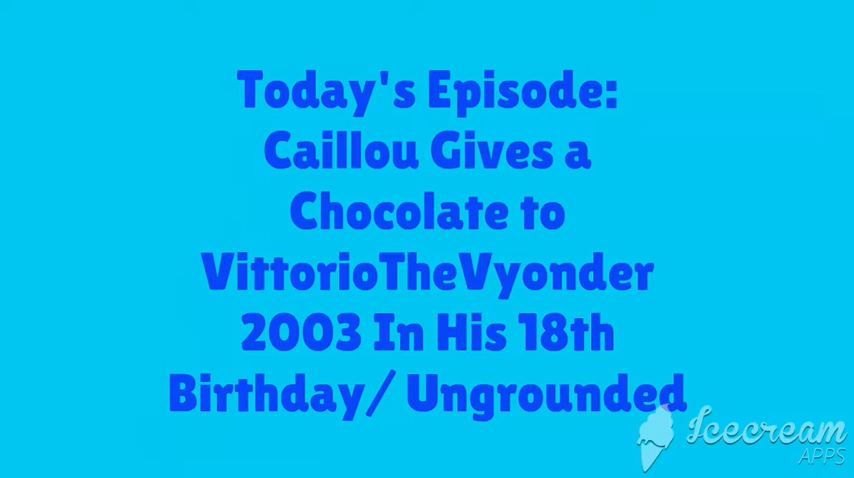 Today's Episode:
Caillou Gives a
Chocolate to
VittorioTheVyonder
2003 In His 18th
Birthday/ Ungrounded
Icecream
APPS